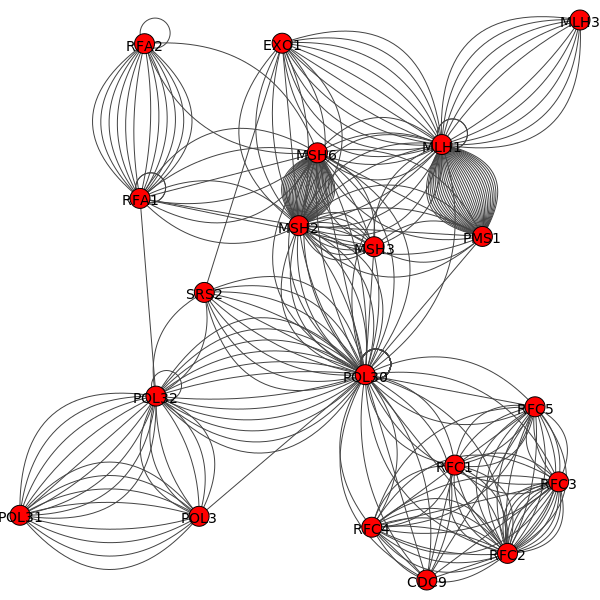 MLH3
RFA2
EXO1
MLH1
MSH6
RFA1
MSH2
PMS1
MSH3
SRS2
POL30
POL32
RFC5
RFC1
RFC3
POL31
POL3
RFC4
RFC2
CDC9